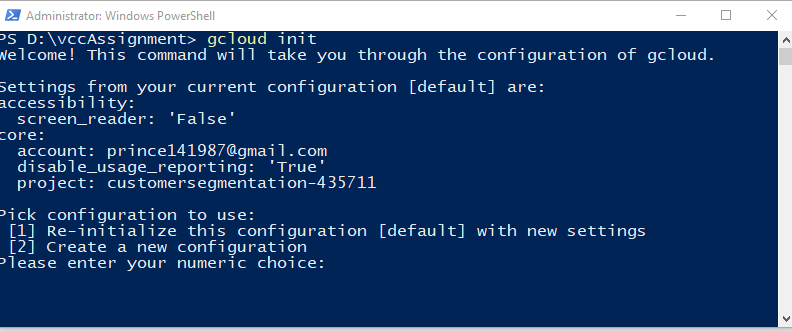 Administrator: Windows PowerShell
PS D:\vccAssignment> gcloud init
Welcome! This command will take you through the configuration of gcloud.
Settings from your current configuration [default] are:
accessibility:
  screen_reader: 'False'
core:
  account: prince141987@gmail.com
  disable_usage_reporting: 'True'
  project: customersegmentation-435711
Pick configuration to use:
 [1] Re-initialize this configuration [default] with new settings
 [2] Create a new configuration
Please enter your numeric choice: